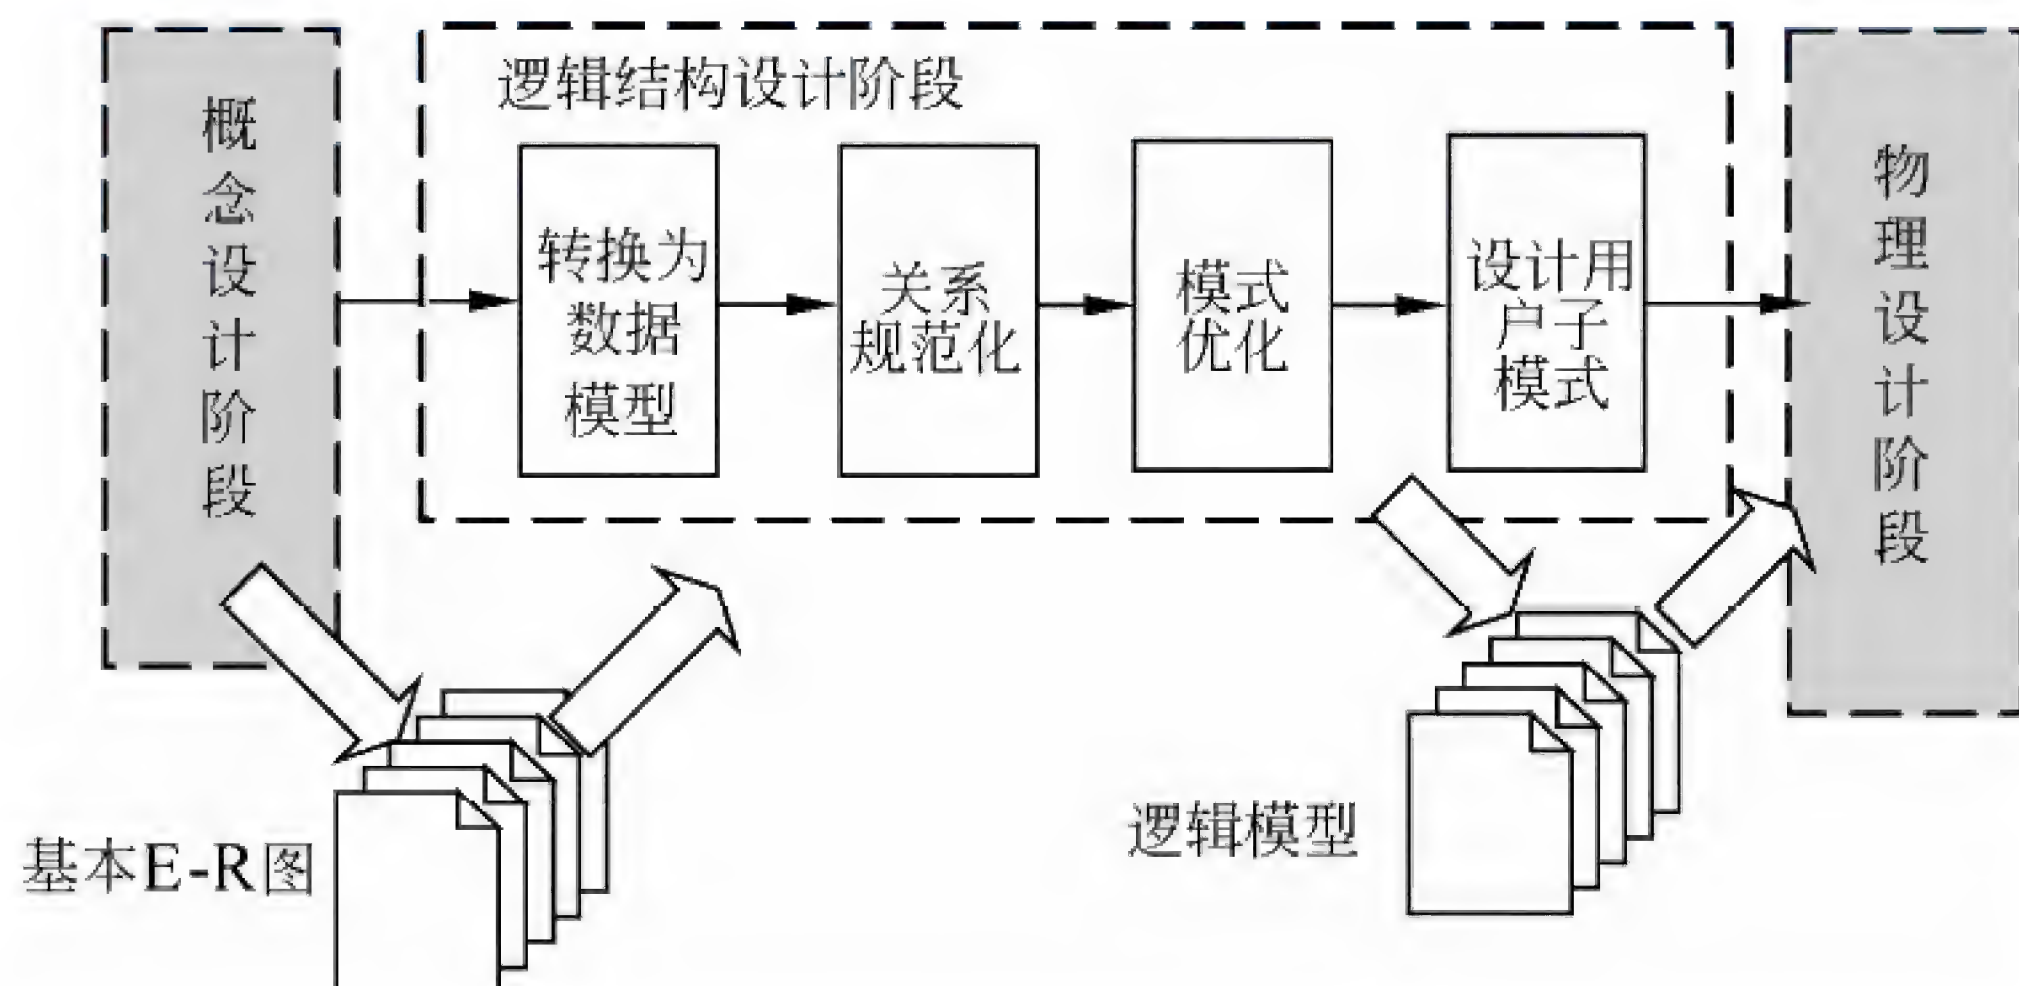 概念设计阶段
逻辑结构设计阶段
转换为
数据
模型
关系
规范化
模式
优化
设计用
户子
模式
物理设计阶段
基本E-R图
逻辑模型